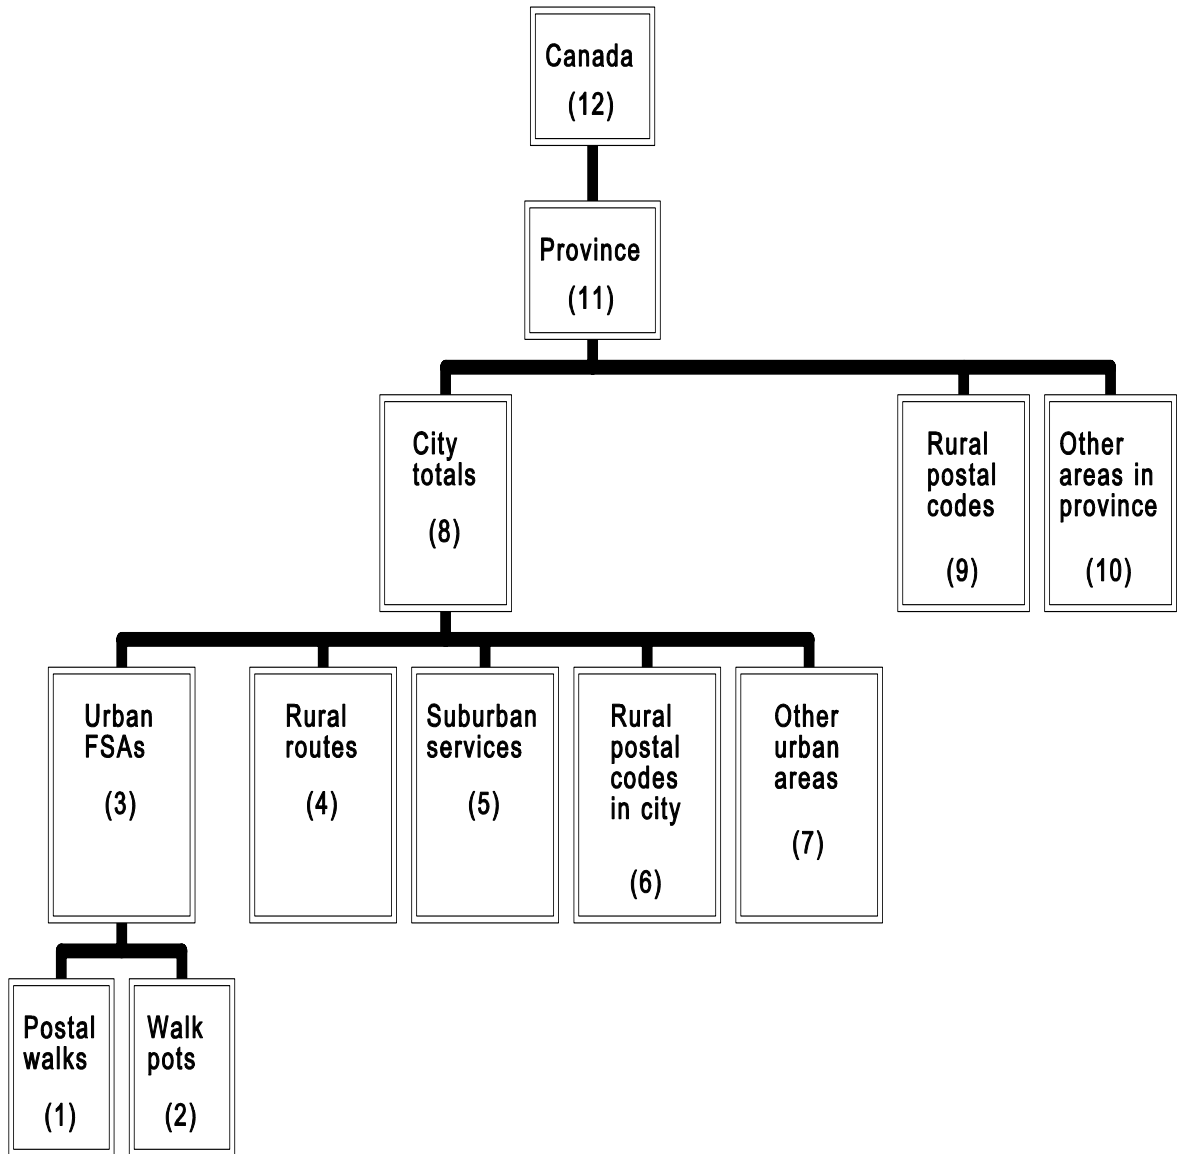 Canada
(12)
Province
(11)
City
totals
(8)
Rural
postal
codes
(9)
Other
areas in
province
(10)
Urban
FSAs
(3)
Rural
routes
(4)
Suburban
services
(5)
Rural
postal
codes
in city
(6)
Other
urban
areas
(7)
Postal
walks
(1)
Walk
pots
(2)